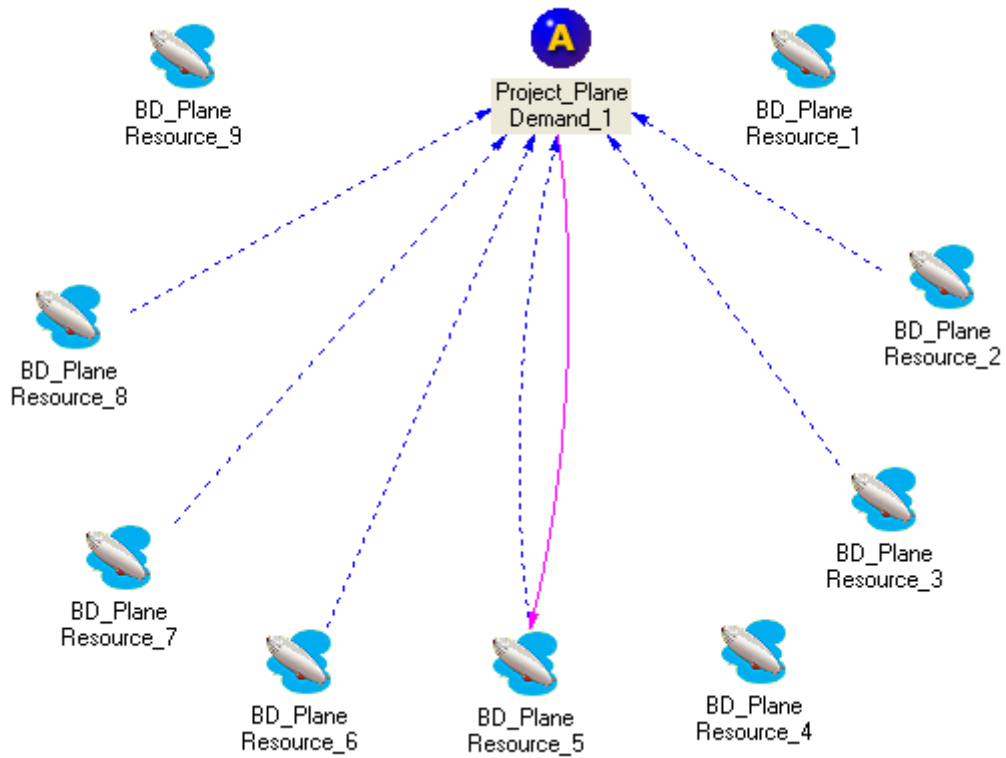 A
Project_Plane
Demand_1
BD_Plane
Resource_9
BD_Plane
Resource_1
BD_Plane
Resource_8
BD_Plane
Resource_2
BD_Plane
Resource_7
BD_Plane
Resource_3
BD_Plane
Resource_6
BD_Plane
Resource_5
BD_Plane
Resource_4